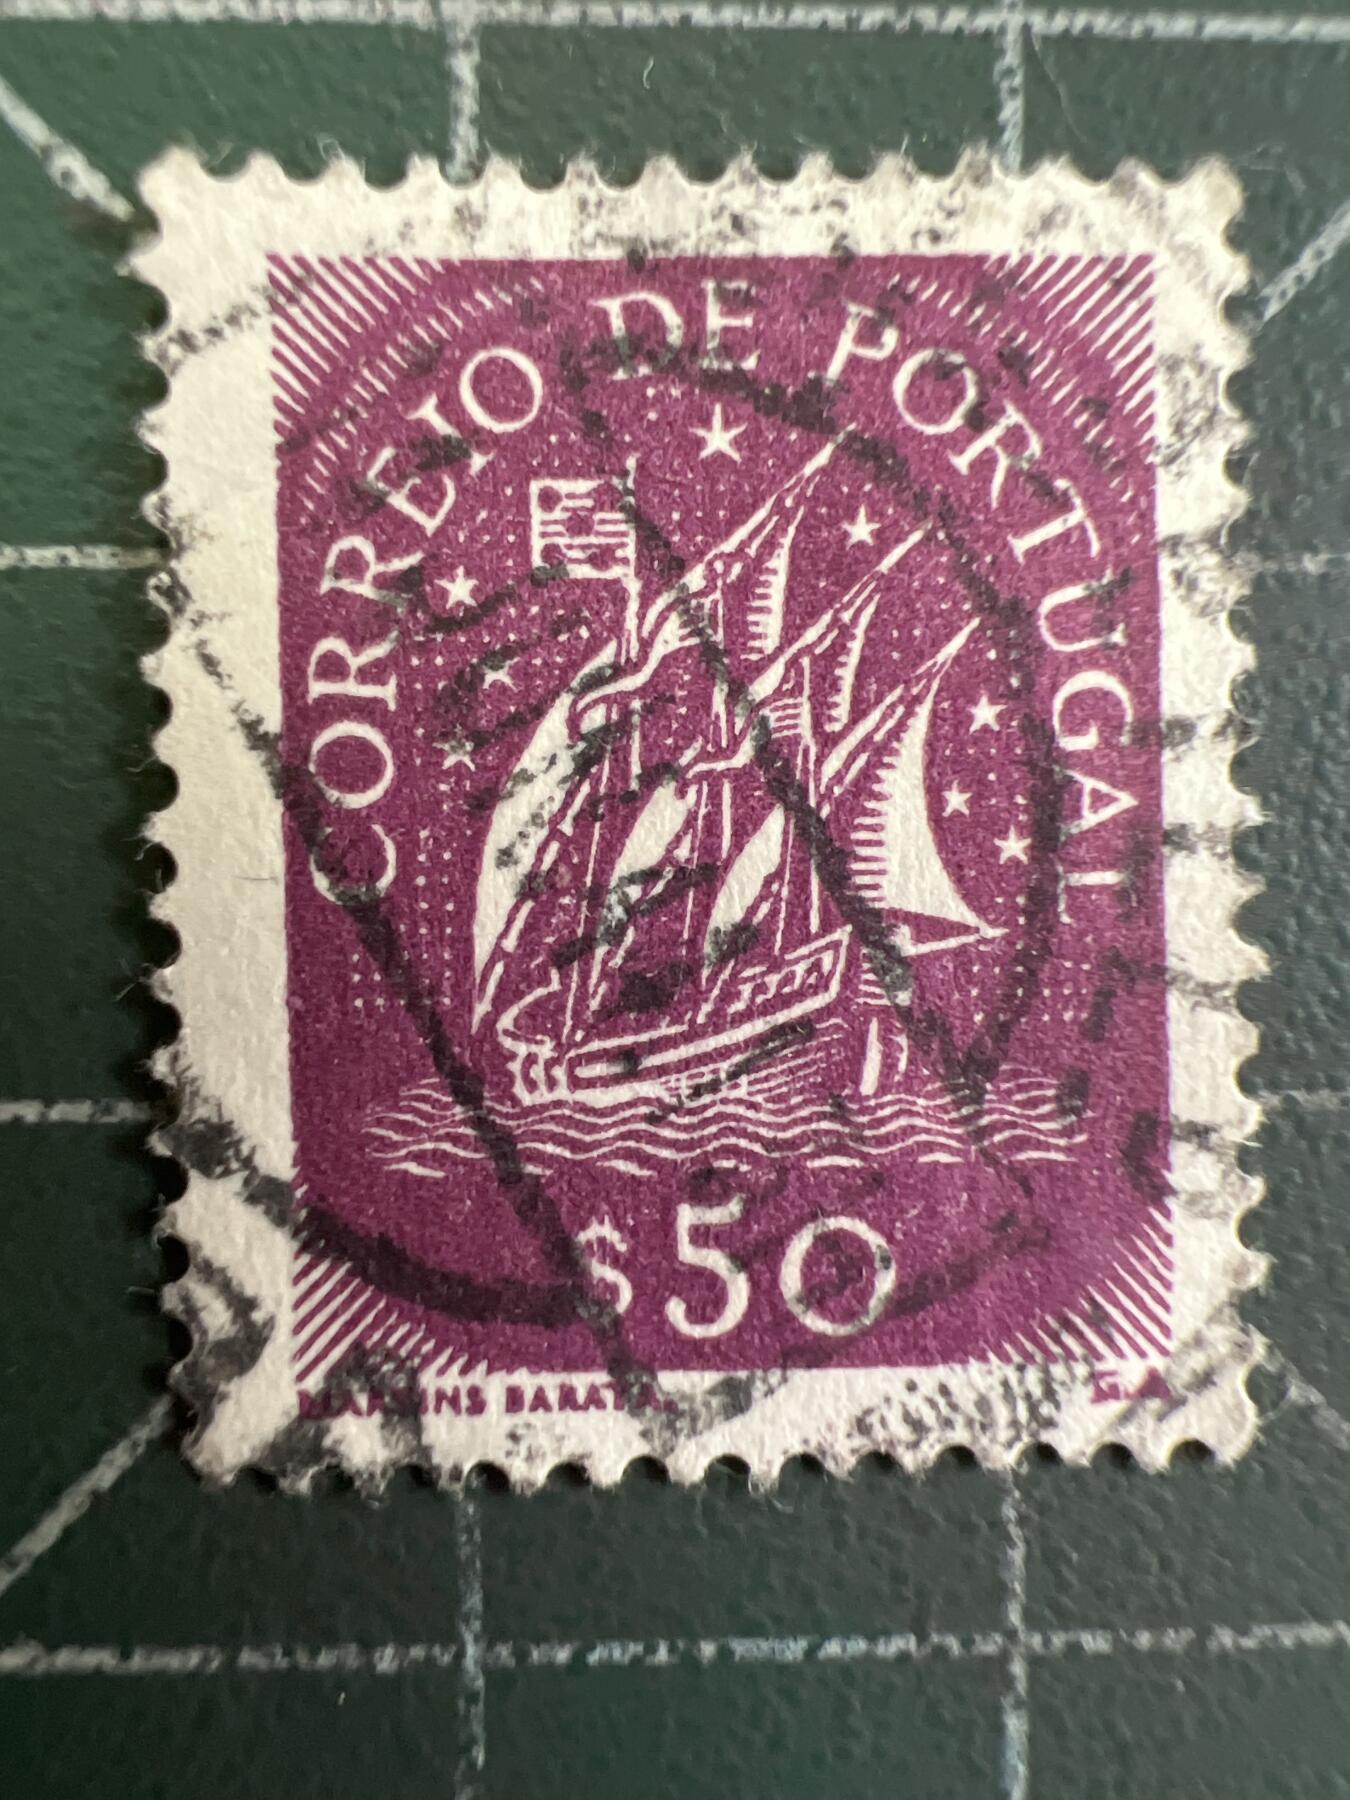 CORREIO DE PORTUGAL
$50
MARTINS BARATA.
G.A